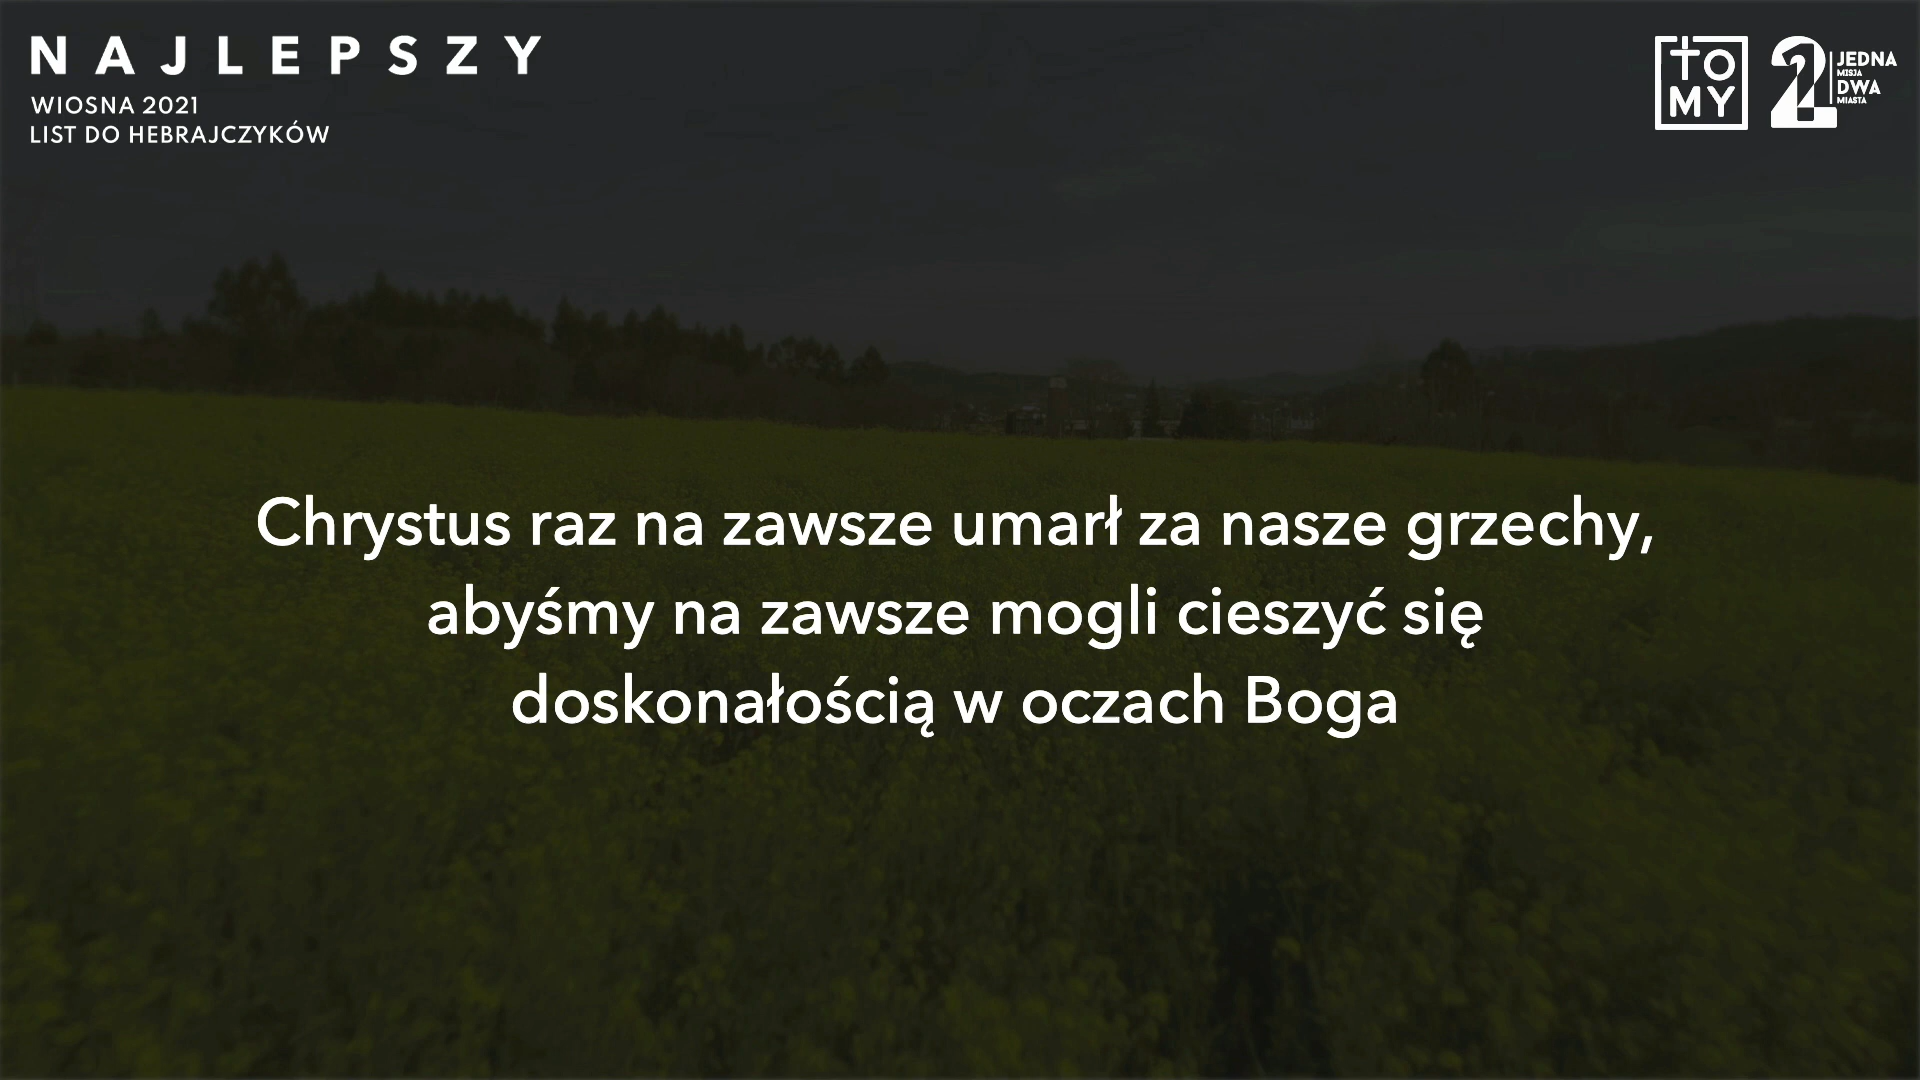 NAJLEPSZY
WIOSNA 2021
LIST DO HEBRAJCZYKÓW
TO
MY
2
JEDNA
MISJA
DWA
MIASTA
Chrystus raz na zawsze umarł za nasze grzechy,
abyśmy na zawsze mogli cieszyć się
doskonałością w oczach Boga